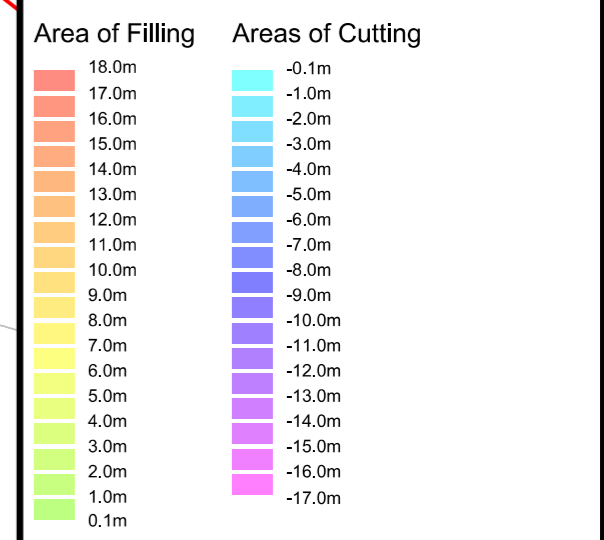 Area of Filling
18.0m
17.0m
16.0m
15.0m
14.0m
13.0m
12.0m
11.0m
10.0m
9.0m
8.0m
7.0m
6.0m
5.0m
4.0m
3.0m
2.0m
1.0m
0.1m
Areas of Cutting
-0.1m
-1.0m
-2.0m
-3.0m
-4.0m
-5.0m
-6.0m
-7.0m
-8.0m
-9.0m
-10.0m
-11.0m
-12.0m
-13.0m
-14.0m
-15.0m
-16.0m
-17.0m